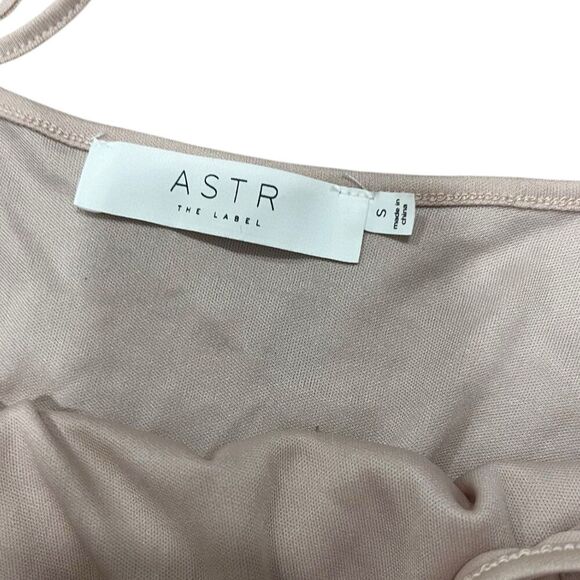 ASTR
THE LABEL
S
made in
china